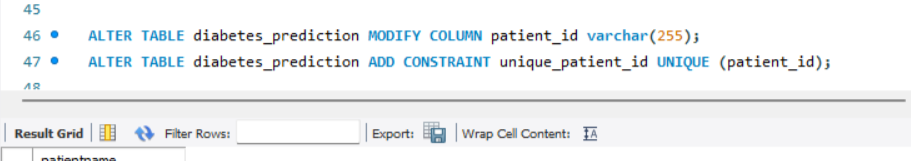 45
46 ALTER TABLE diabetes_prediction MODIFY COLUMN patient_id varchar(255);
47 ALTER TABLE diabetes_prediction ADD CONSTRAINT unique_patient_id UNIQUE (patient_id);
48
Result Grid Filter Rows: Export: Wrap Cell Content:
patientname